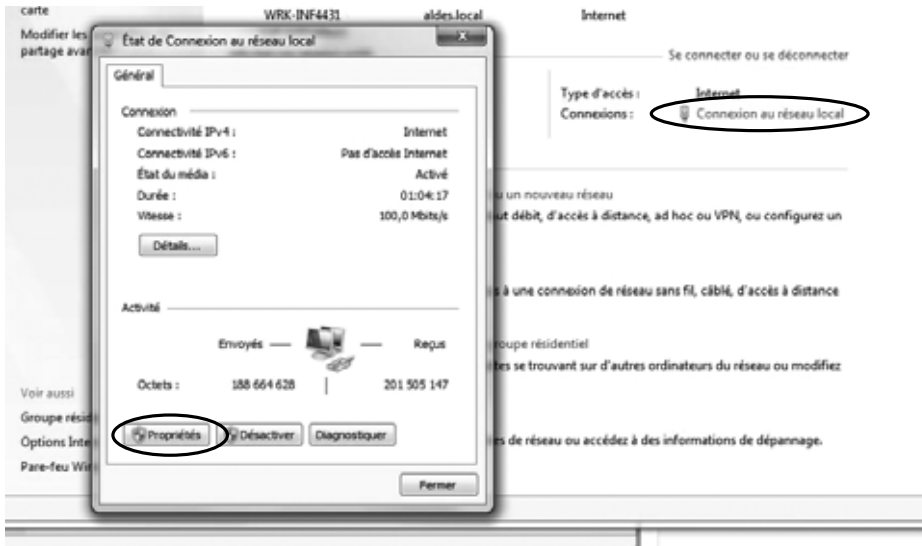 carte
WRK-INF4431 aldes.local Internet
Modifier les
partage avan
État de Connexion au réseau local
x
Se connecter ou se déconnecter
Général
Type d'accès : Internet
Connexions : Connexion au réseau local
Connexion
Connectivité IPv4 : Internet
Connectivité IPv6 : Pas d'accès Internet
État du média : Activé
Durée : 01:04:17
Vitesse : 100,0 Mbits/s
Détails...
u un nouveau réseau
ut débit, d'accès à distance, ad hoc ou VPN, ou configurez un
s à une connexion de réseau sans fil, câblé, d'accès à distance
Activité
Envoyés Reçus
Octets : 188 664 628 201 505 147
roupe résidentiel
tes se trouvant sur d'autres ordinateurs du réseau ou modifiez
Voir aussi
Groupe résid
Options Inte
Pare-feu Win
Propriétés Désactiver Diagnostiquer
es de réseau ou accédez à des informations de dépannage.
Fermer